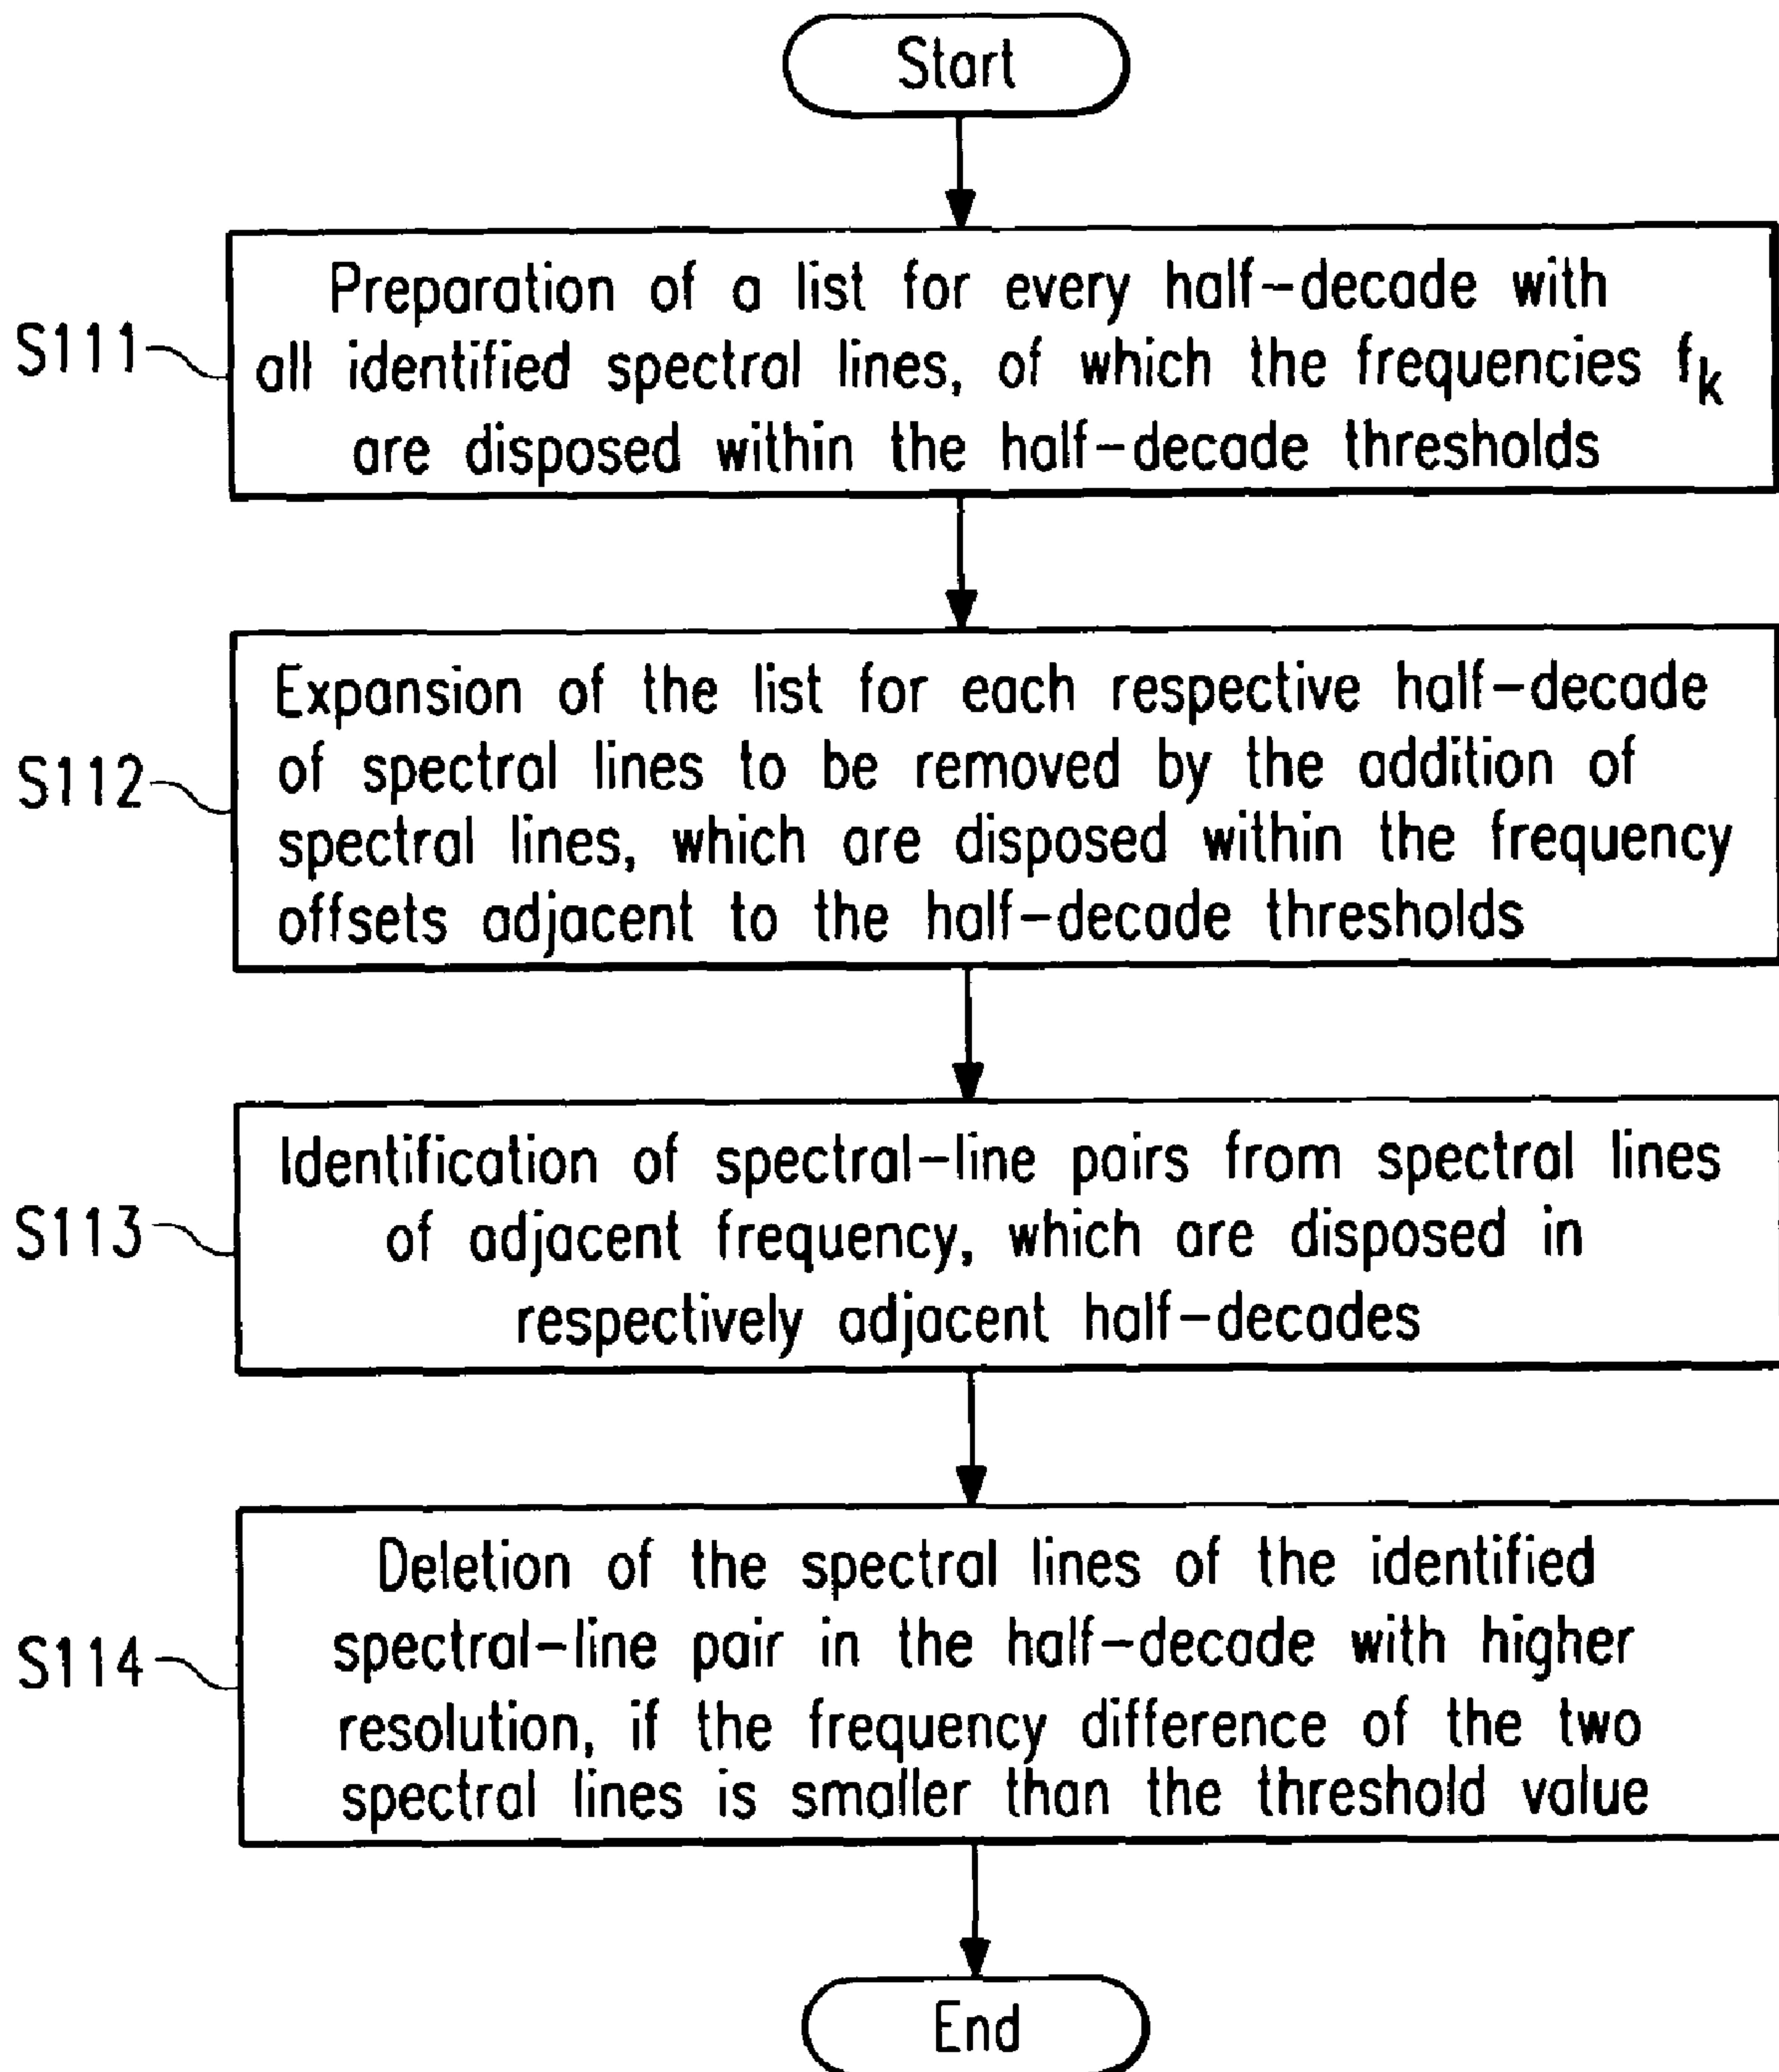 Start
Preparation of a list for every half-decade with
S111
all identified spectral lines, of which the frequencies fk
are disposed within the half-decade thresholds
Expansion of the list for each respective half-decade
S112
of spectral lines to be removed by the addition of
spectral lines, which are disposed within the frequency
offsets adjacent to the half-decade thresholds
Identification of spectral-line pairs from spectral lines
S113
of adjacent frequency, which are disposed in
respectively adjacent half-decades
Deletion of the spectral lines of the identified
S114
spectral-line pair in the half-decade with higher
resolution, if the frequency difference of the two
spectral lines is smaller than the threshold value
End